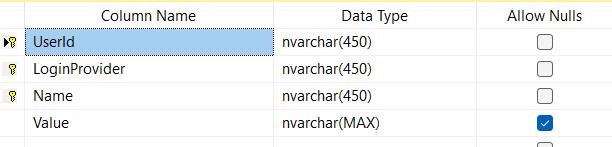 Column Name Data Type Allow Nulls
UserId nvarchar(450)
LoginProvider nvarchar(450)
Name nvarchar(450)
Value nvarchar(MAX)